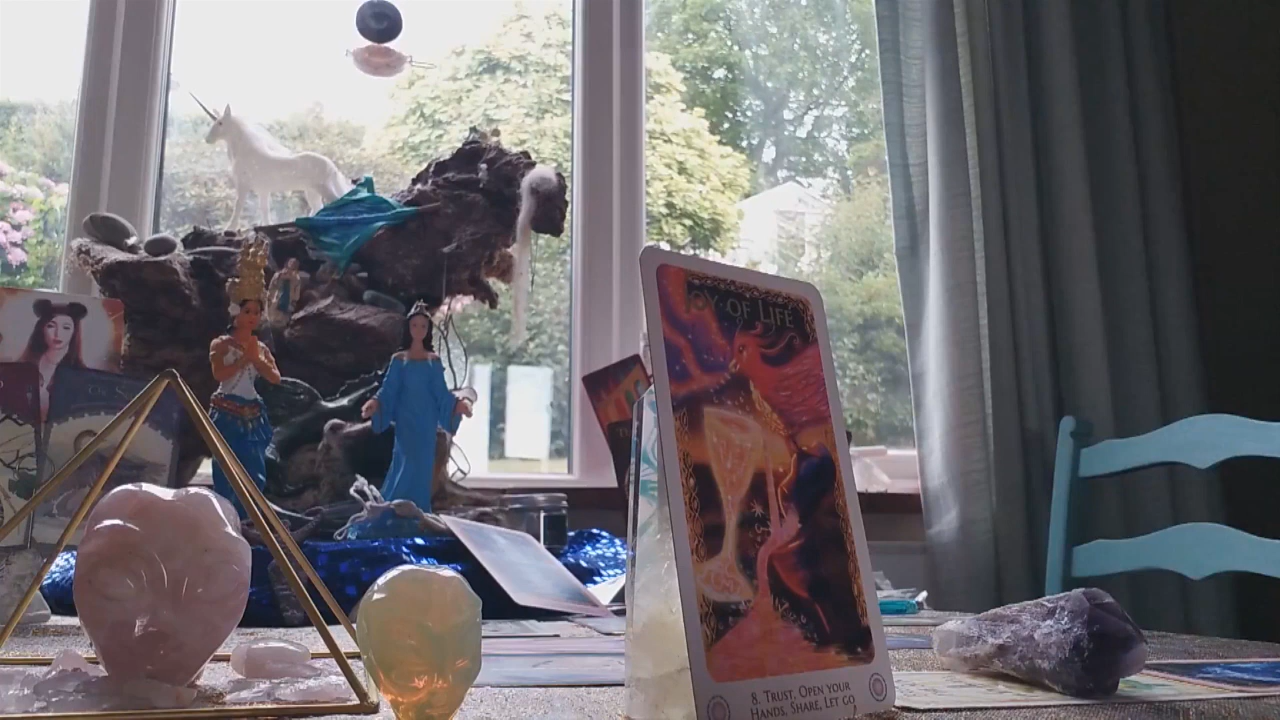 JOY OF LIFE
8. TRUST, OPEN YOUR
HANDS, SHARE, LET GO